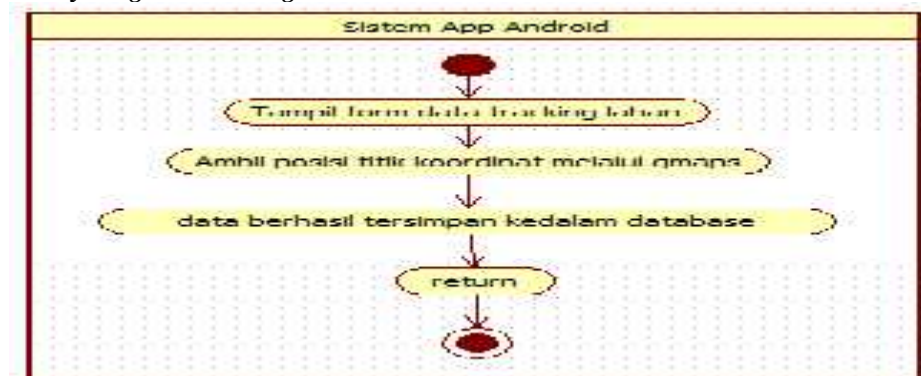 Sistem App Android
Tampil form data tracking lahan
Ambil posisi titik koordinat melalui gmaps
data berhasil tersimpan kedalam database
return